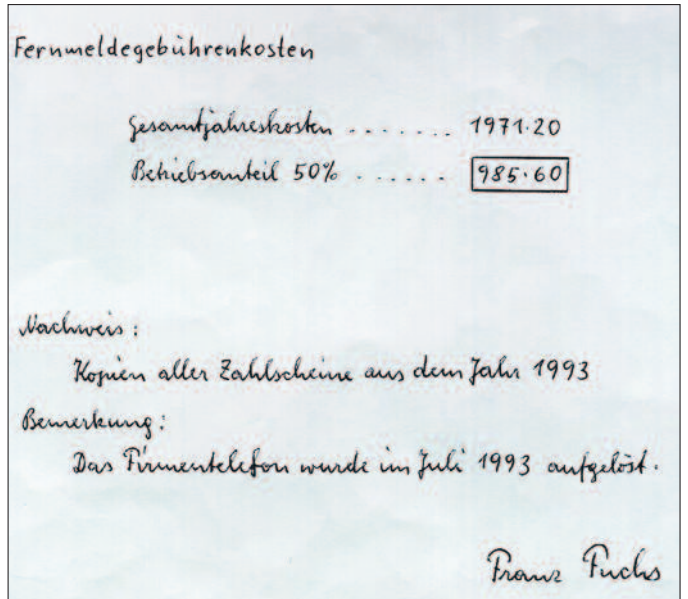 Fernmeldegebührenkosten
Gesamtjahreskosten ....... 1971.20
Betriebsanteil 50% ...... 985.60
Nachweis:
Kopien aller Zahlscheine aus dem Jahr 1993
Bemerkung:
Das Firmentelefon wurde im Juli 1993 aufgelöst.
Franz Fuchs